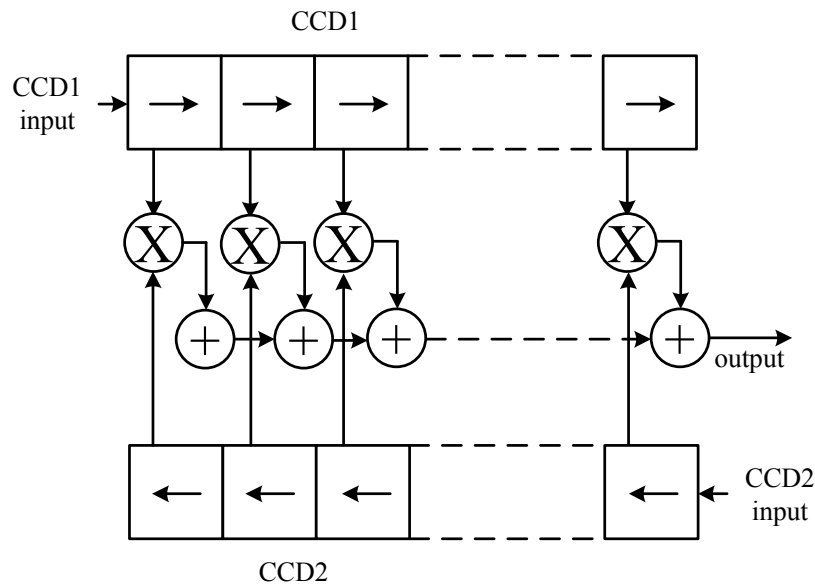 CCD1
CCD1
input
X X X X
+ + + +
output
CCD2
input
CCD2